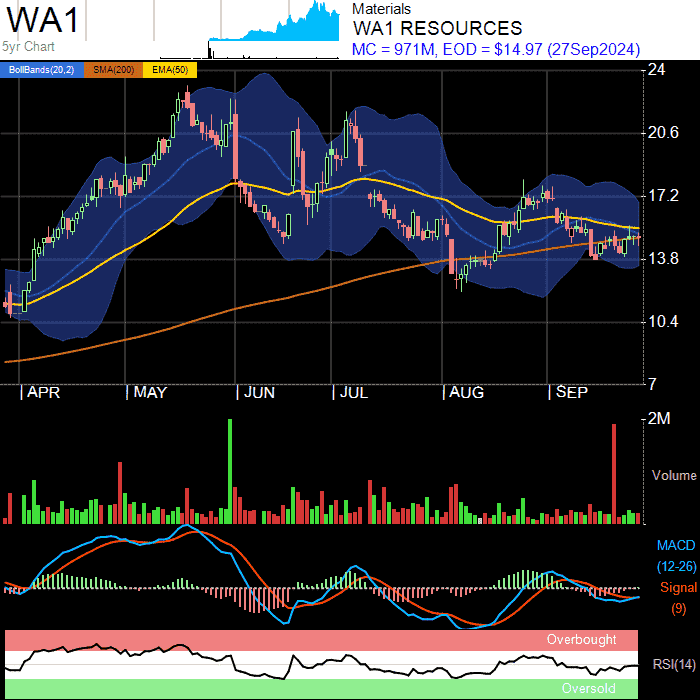 WA1
5yr Chart
Materials
WA1 RESOURCES
MC = 971M, EOD = $14.97 (27Sep2024)
BollBands(20,2) SMA(200) EMA(50)
24
20.6
17.2
13.8
10.4
7
APR MAY JUN JUL AUG SEP
2M
Volume
MACD
(12-26)
Signal
(9)
Overbought
RSI(14)
Oversold